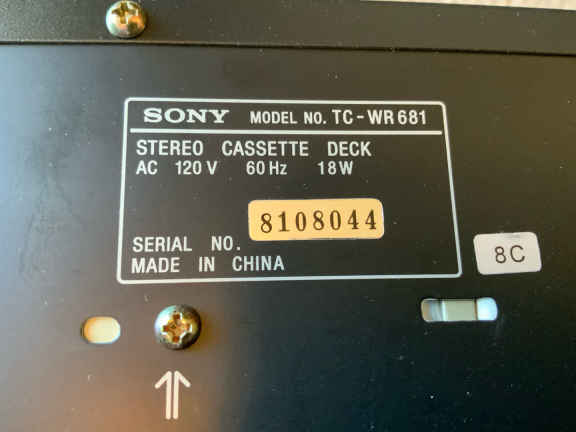 SONY MODEL NO. TC-WR681
STEREO CASSETTE DECK
AC 120V 60Hz 18W
8108044
SERIAL NO.
MADE IN CHINA
8C